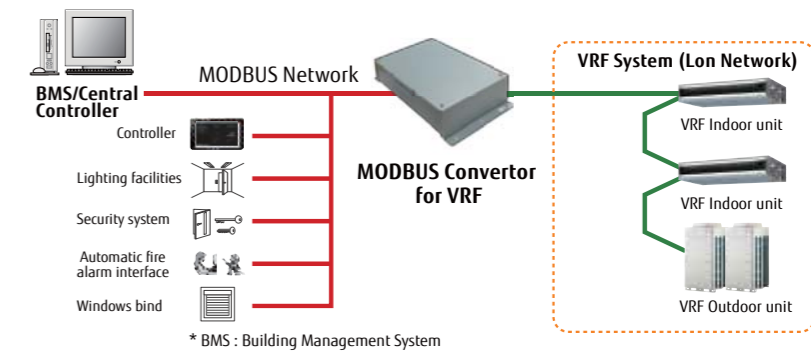 BMS/Central
Controller
MODBUS Network
Controller
Lighting facilities
Security system
Automatic fire
alarm interface
Windows bind
* BMS : Building Management System
MODBUS Convertor
for VRF
VRF System (Lon Network)
VRF Indoor unit
VRF Indoor unit
VRF Outdoor unit